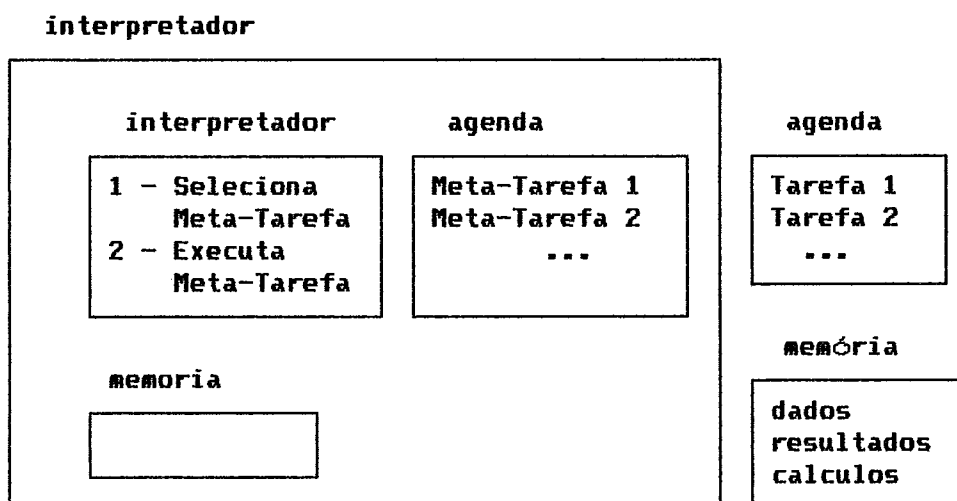 interpretador
interpretador
1 - Seleciona
Meta-Tarefa
2 - Executa
Meta-Tarefa
agenda
Meta-Tarefa 1
Meta-Tarefa 2
...
memoria
agenda
Tarefa 1
Tarefa 2
...
memória
dados
resultados
calculos